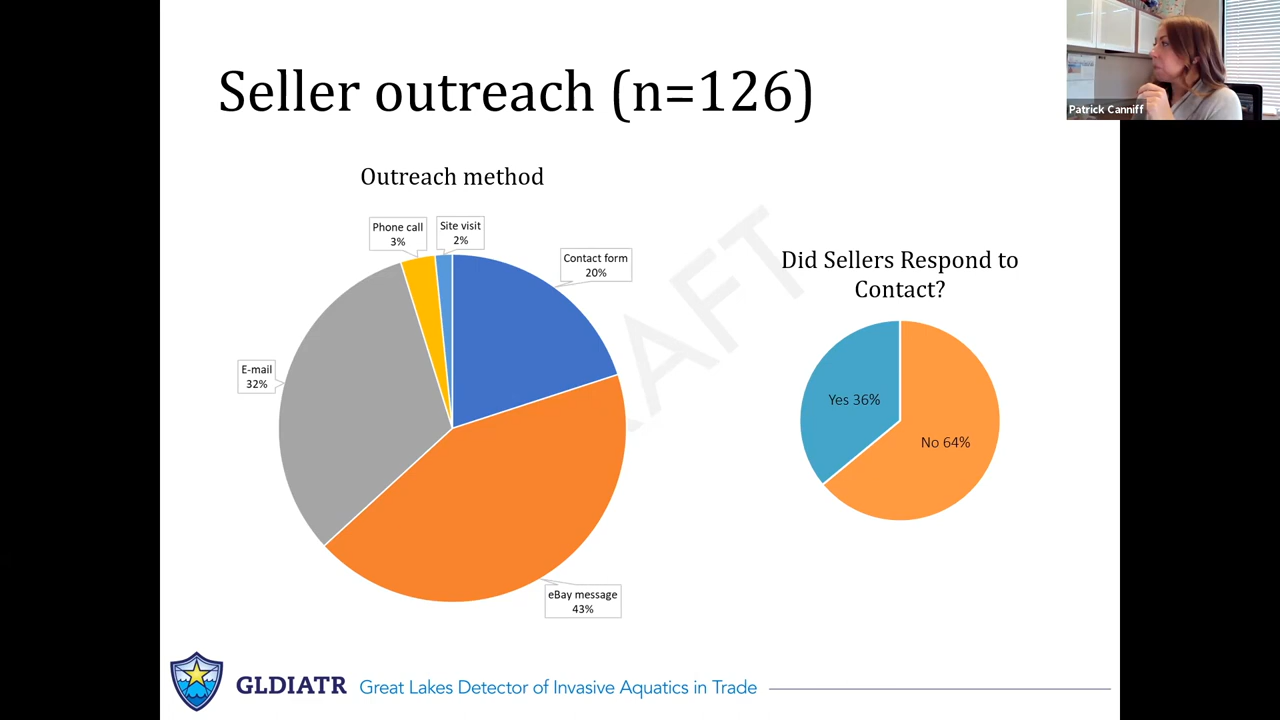 Seller outreach (n=126)
Patrick Canniff
Outreach method
Phone call
3%
Site visit
2%
Contact form
20%
E-mail
32%
eBay message
43%
DRAFT
Did Sellers Respond to
Contact?
Yes 36%
No 64%
GLDIATR Great Lakes Detector of Invasive Aquatics in Trade